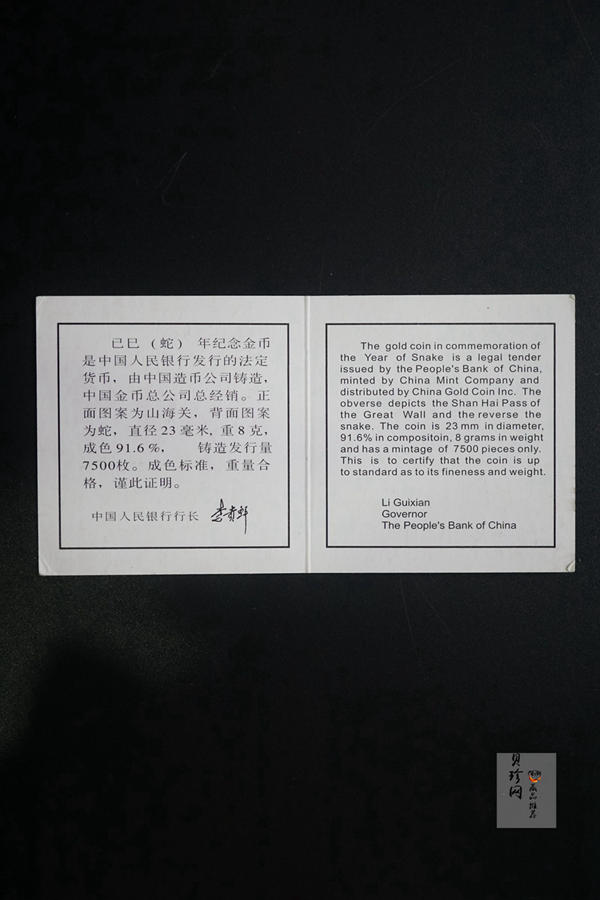 已巳（蛇） 年纪念金币
是中国人民银行发行的法定
货币，由中国造币公司铸造，
中国金币总公司总经销。正
面图案为山海关，背面图案
为蛇，直径23毫米，重8克，
成色91.6%， 铸造发行量
7500枚。成色标准，重量合
格，谨此证明。
中国人民银行行长 李贵鲜
The gold coin in commemoration of
the Year of Snake is a legal tender
issued by the People's Bank of China,
minted by China Mint Company and
distributed by China Gold Coin Inc. The
obverse depicts the Shan Hai Pass of
the Great Wall and the reverse the
snake. The coin is 23 mm in diameter,
91.6% in compositoin, 8 grams in weight
and has a mintage of 7500 pieces only.
This is to certify that the coin is up
to standard as to its fineness and weight.
Li Guixian
Governor
The People's Bank of China
贝珍网
藏品推荐